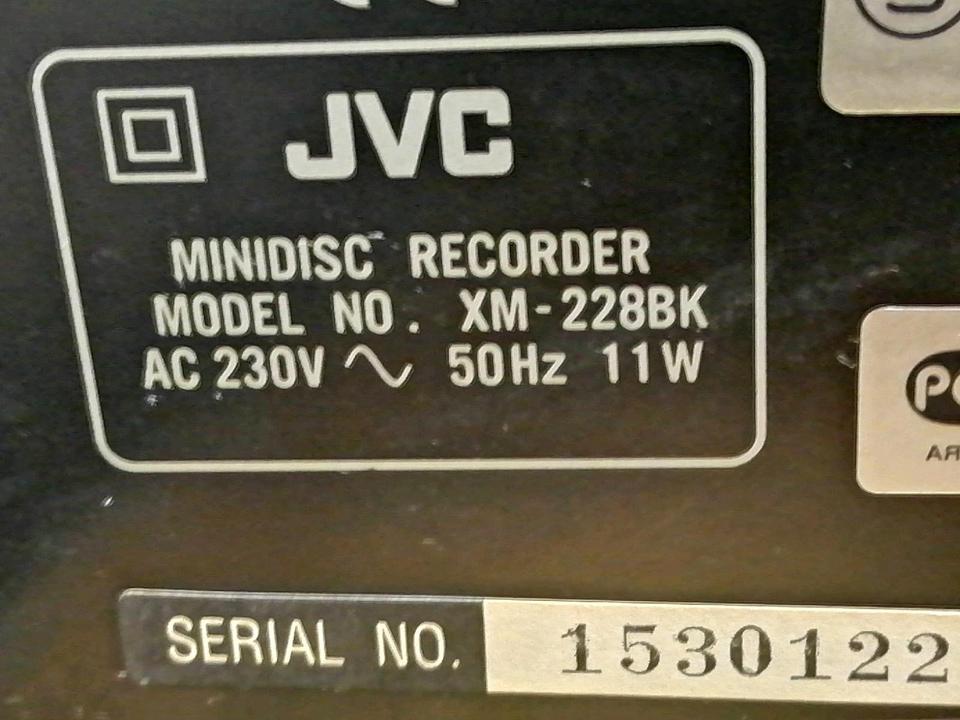 JVC
MINIDISC RECORDER
MODEL NO. XM-228BK
AC 230V ~ 50Hz 11W
SERIAL NO. 1530122